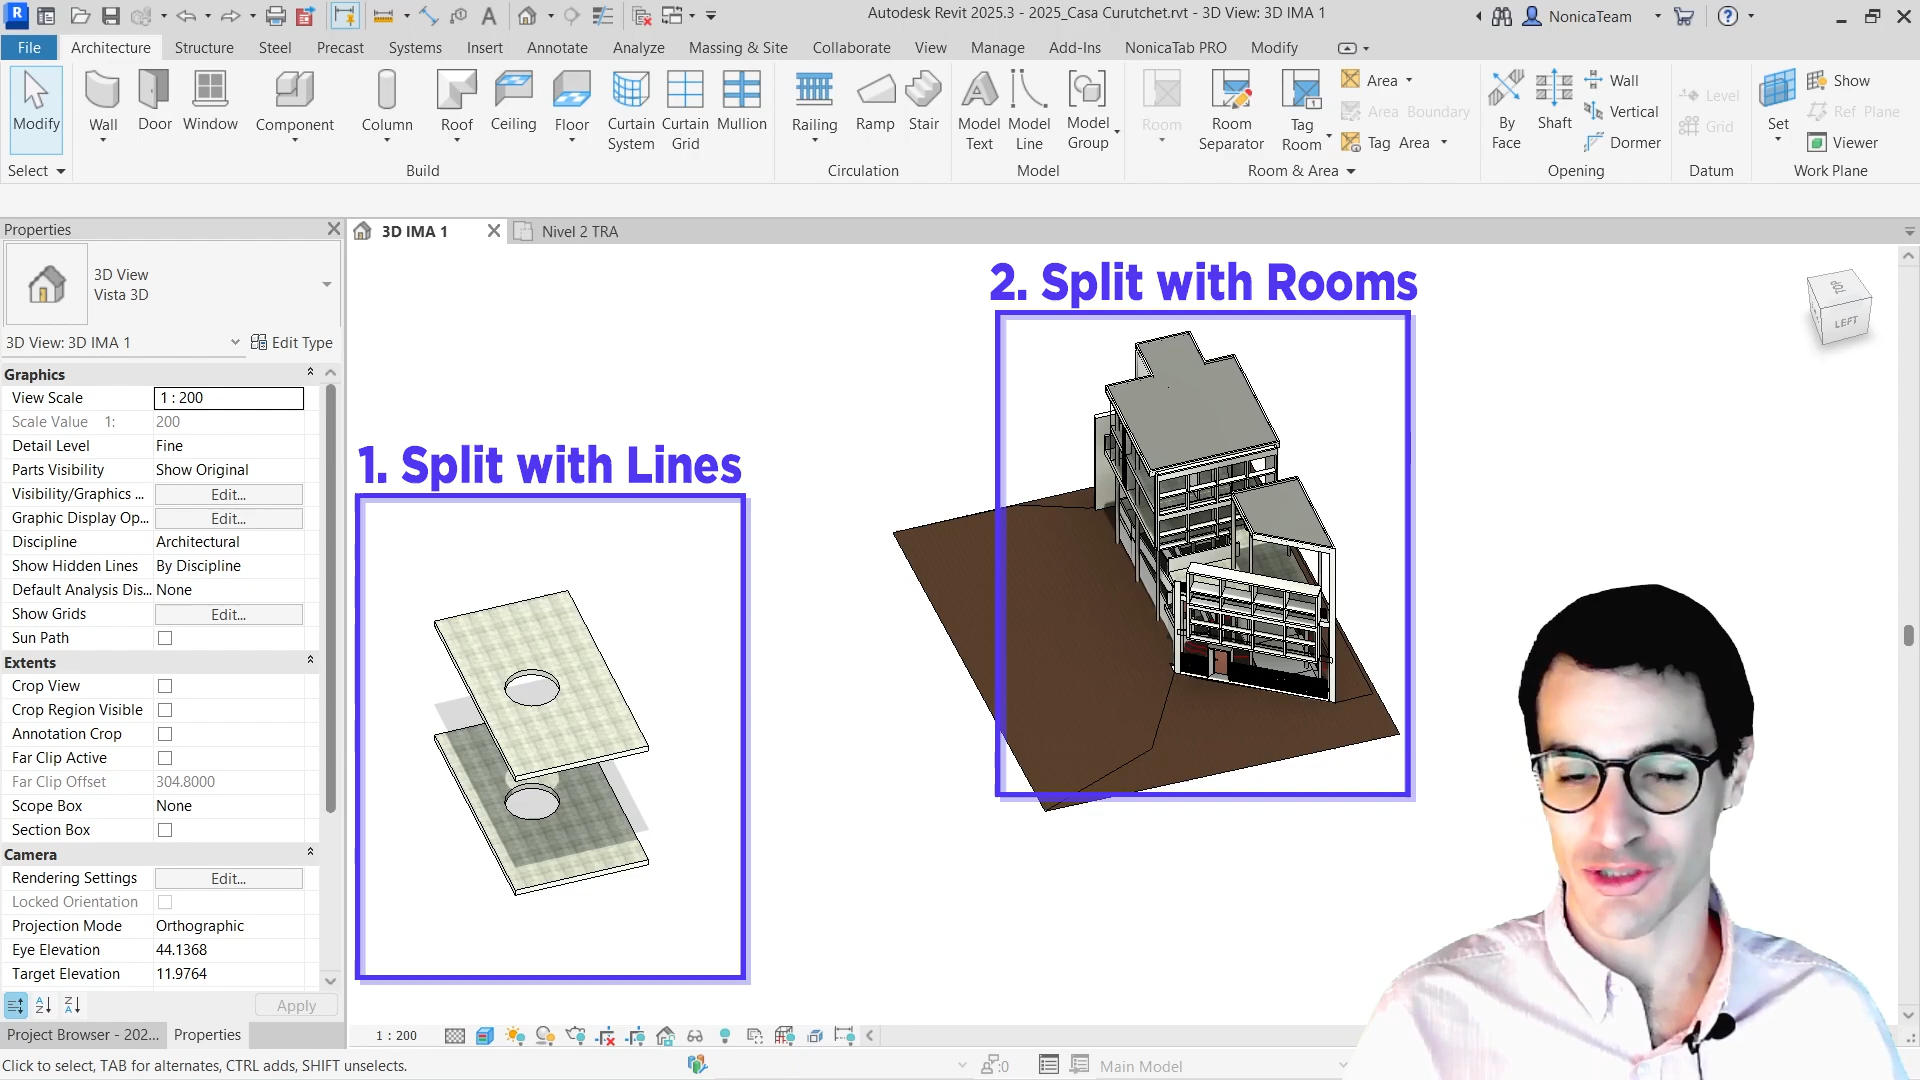 Autodesk Revit 2025.3 - 2025_Casa Curutchet.rvt - 3D View: 3D IMA 1
NonicaTeam
File Architecture Structure Steel Precast Systems Insert Annotate Analyze Massing & Site Collaborate View Manage Add-Ins NonicaTab PRO Modify
Modify
Wall
Door
Window
Component
Column
Roof
Ceiling
Floor
Curtain System
Curtain Grid
Mullion
Railing
Ramp
Stair
Model Text
Model Line
Model Group
Room
Room Separator
Tag Room
Area
Area Boundary
Tag Area
By Face
Shaft
Wall
Vertical
Dormer
Level
Grid
Set
Show
Ref Plane
Viewer
Select
Build
Circulation
Model
Room & Area
Opening
Datum
Work Plane
Properties
3D IMA 1
Nivel 2 TRA
3D View
Vista 3D
3D View: 3D IMA 1
Edit Type
Graphics
View Scale 1 : 200
Scale Value 1: 200
Detail Level Fine
Parts Visibility Show Original
Visibility/Graphics ... Edit...
Graphic Display Op... Edit...
Discipline Architectural
Show Hidden Lines By Discipline
Default Analysis Dis... None
Show Grids Edit...
Sun Path
Extents
Crop View
Crop Region Visible
Annotation Crop
Far Clip Active
Far Clip Offset 304.8000
Scope Box None
Section Box
Camera
Rendering Settings Edit...
Locked Orientation
Projection Mode Orthographic
Eye Elevation 44.1368
Target Elevation 11.9764
Apply
Project Browser - 202...
Properties
1. Split with Lines
2. Split with Rooms
TOP
LEFT
1 : 200
Click to select, TAB for alternates, CTRL adds, SHIFT unselects.
:0
Main Model